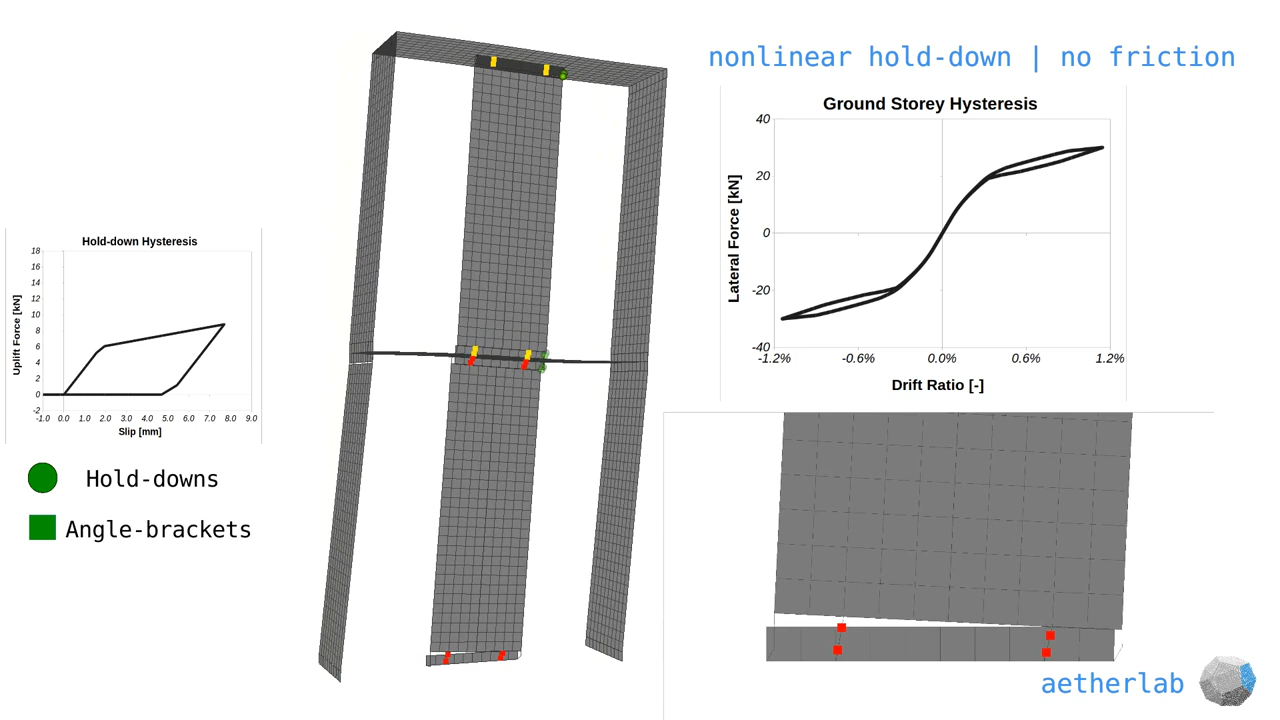 nonlinear hold-down | no friction
Ground Storey Hysteresis
40
20
0
-20
-40
-1.2%
-0.6%
0.0%
0.6%
1.2%
Lateral Force [kN]
Drift Ratio [-]
Hold-down Hysteresis
18
16
14
12
10
8
6
4
2
0
-2
-1.0 0.0 1.0 2.0 3.0 4.0 5.0 6.0 7.0 8.0 9.0
Uplift Force [kN]
Slip [mm]
Hold-downs
Angle-brackets
aetherlab